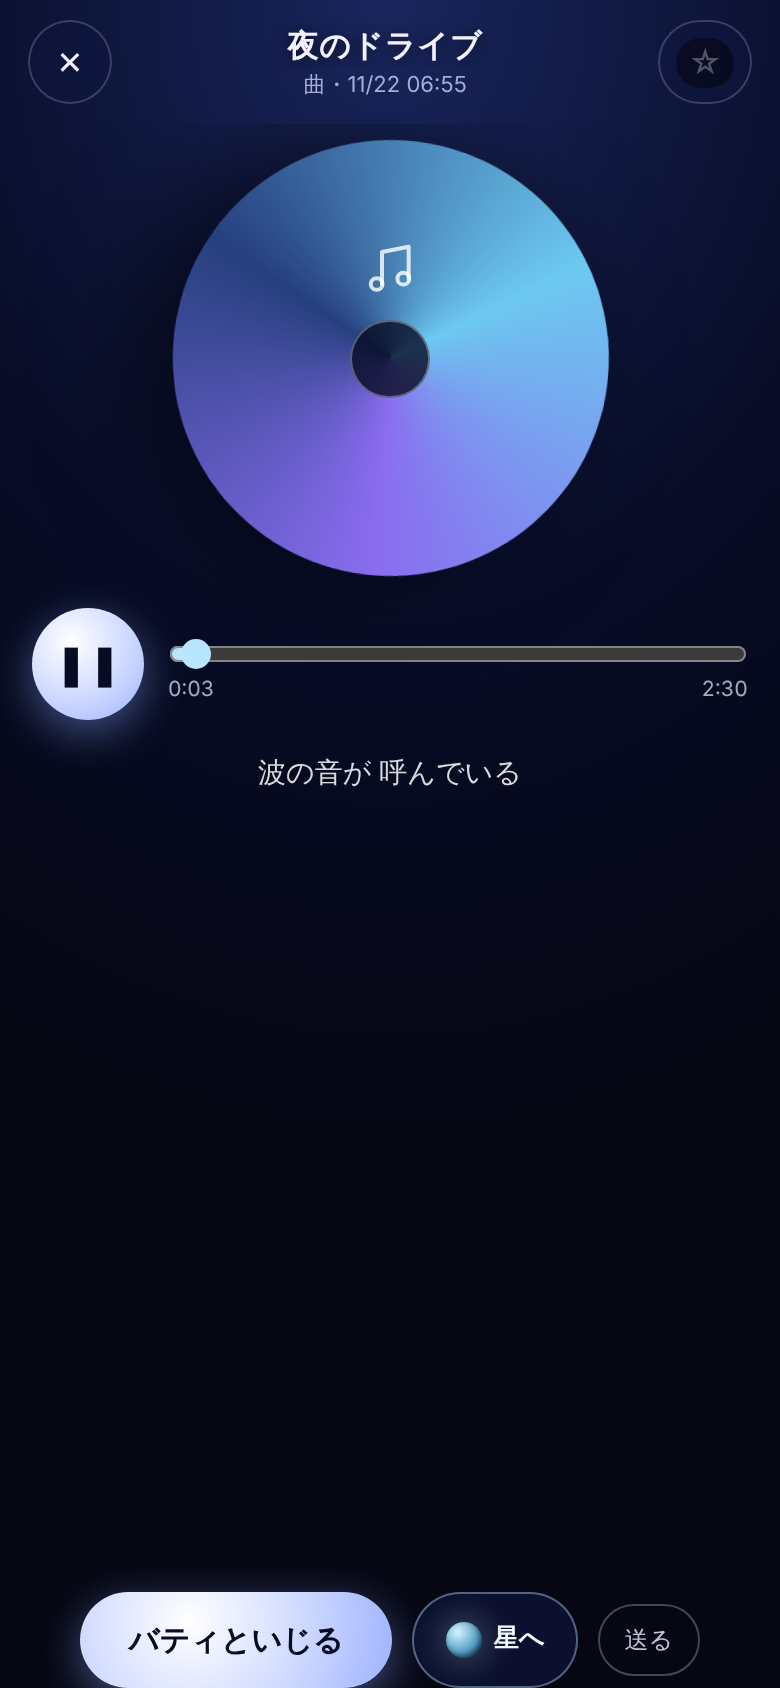 夜のドライブ
曲・11/22 06:55
0:03
2:30
波の音が 呼んでいる
バティといじる
星へ
送る